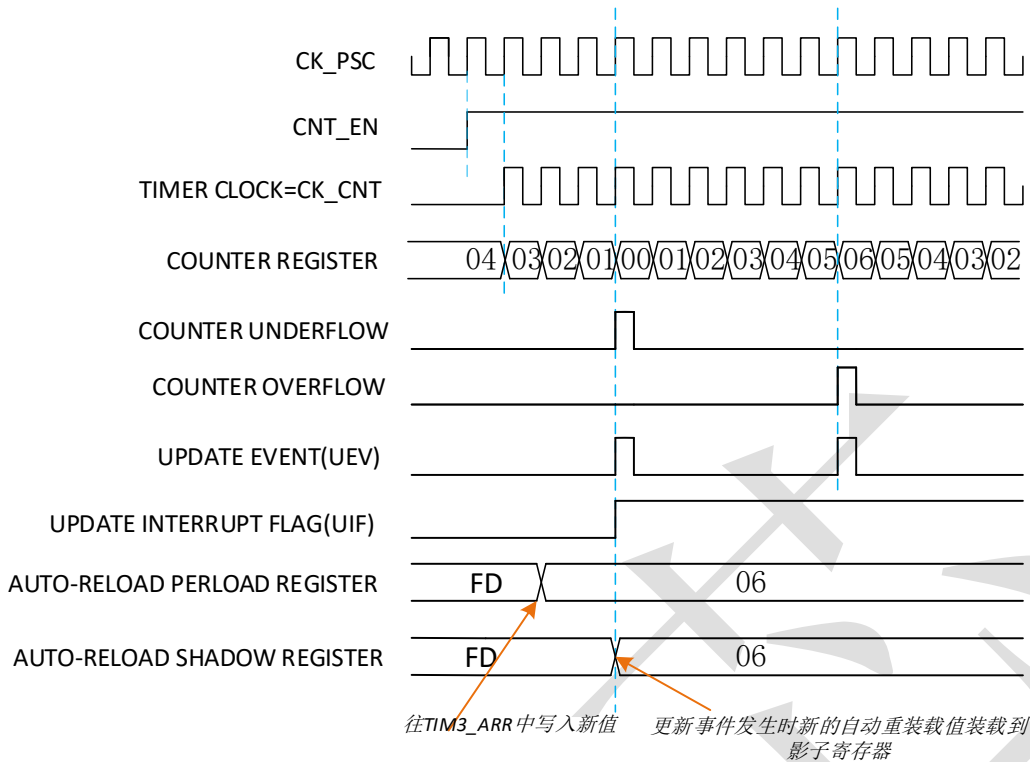 CK_PSC
CNT_EN
TIMER CLOCK=CK_CNT
COUNTER REGISTER 04 03 02 01 00 01 02 03 04 05 06 05 04 03 02
COUNTER UNDERFLOW
COUNTER OVERFLOW
UPDATE EVENT(UEV)
UPDATE INTERRUPT FLAG(UIF)
AUTO-RELOAD PERLOAD REGISTER FD 06
AUTO-RELOAD SHADOW REGISTER FD 06
往TIM3_ARR中写入新值
更新事件发生时新的自动重装载值装载到
影子寄存器